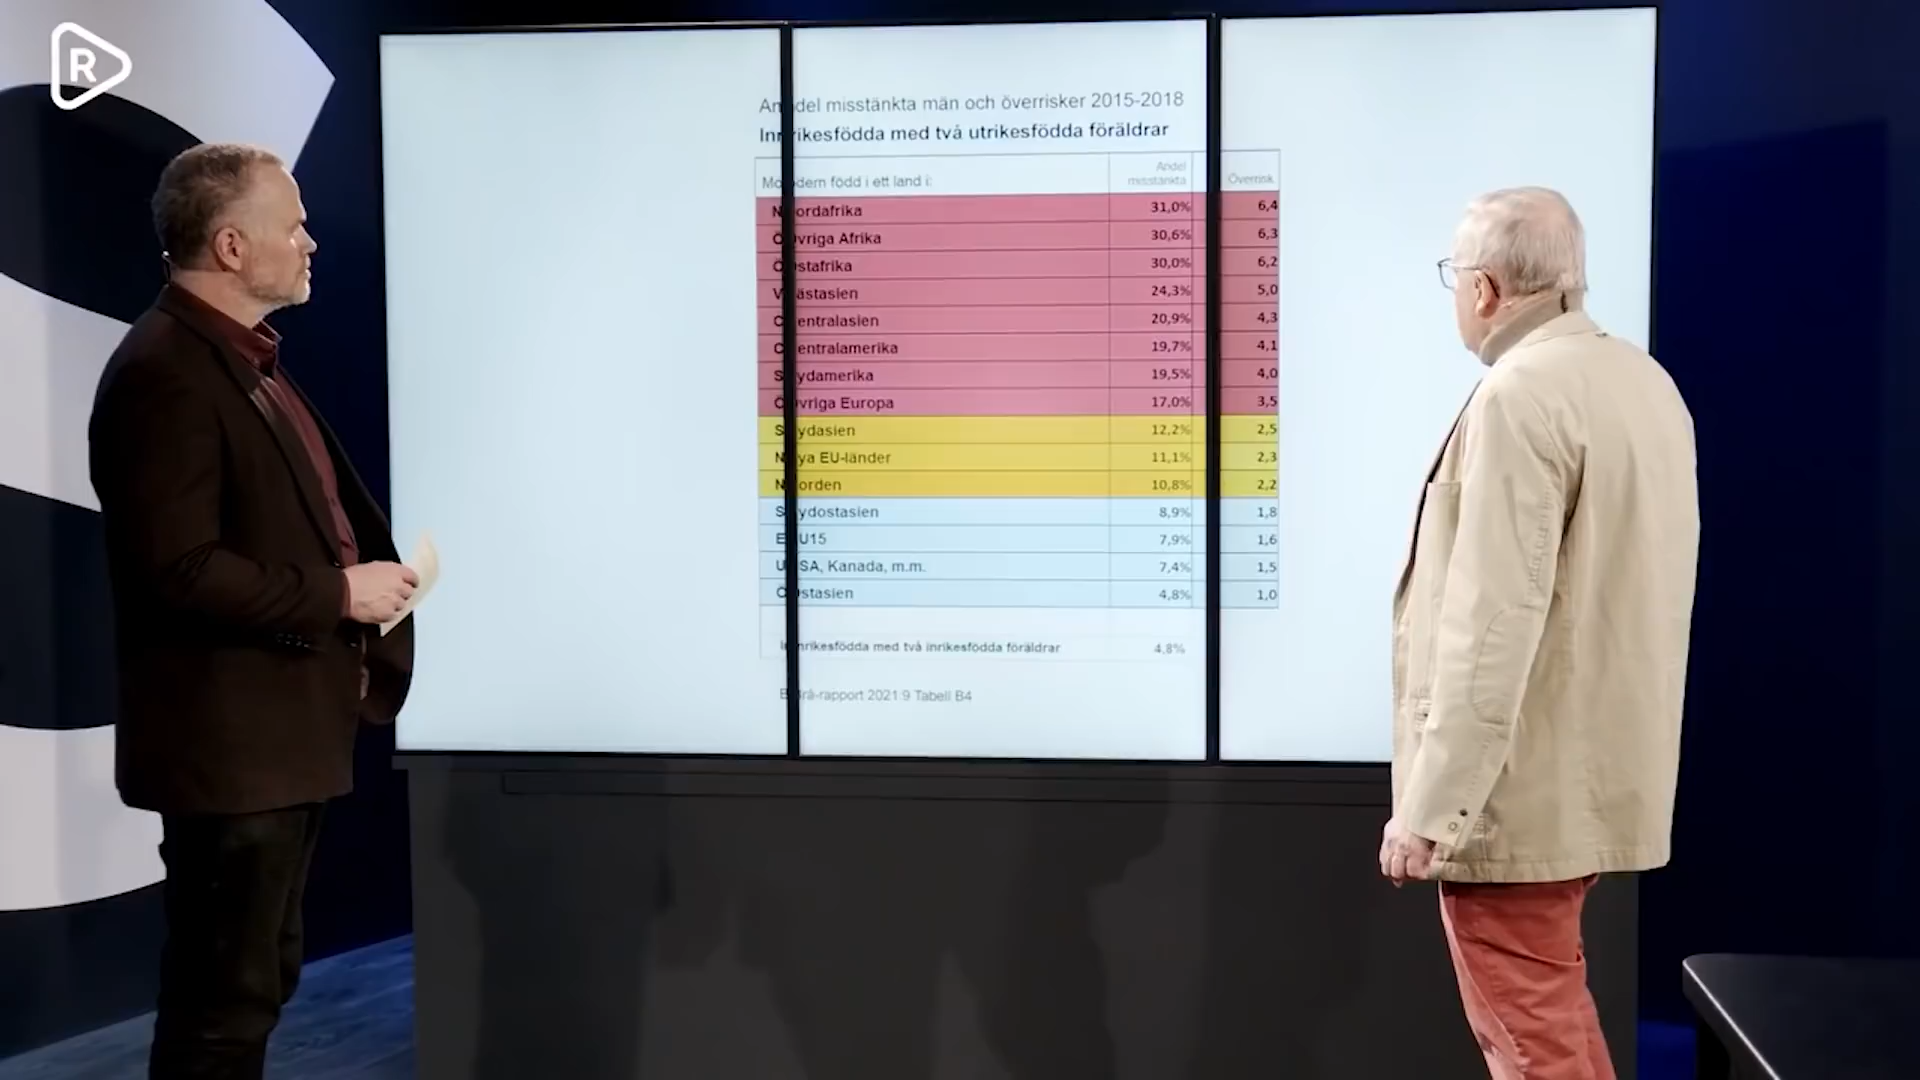 R
Andel misstänkta män och överrisker 2015-2018
Inrikesfödda med två utrikesfödda föräldrar
Modern född i ett land i: Andel misstänkta Överrisk
Nordafrika 31,0% 6,4
Övriga Afrika 30,6% 6,3
Östafrika 30,0% 6,2
Västasien 24,3% 5,0
Centralasien 20,9% 4,3
Centralamerika 19,7% 4,1
Sydamerika 19,5% 4,0
Övriga Europa 17,0% 3,5
Sydasien 12,2% 2,5
Nya EU-länder 11,1% 2,3
Norden 10,8% 2,2
Sydostasien 8,9% 1,8
EU15 7,9% 1,6
USA, Kanada, m.m. 7,4% 1,5
Östasien 4,8% 1,0
Inrikesfödda med två inrikesfödda föräldrar 4,8%
Brå-rapport 2021:9 Tabell B4